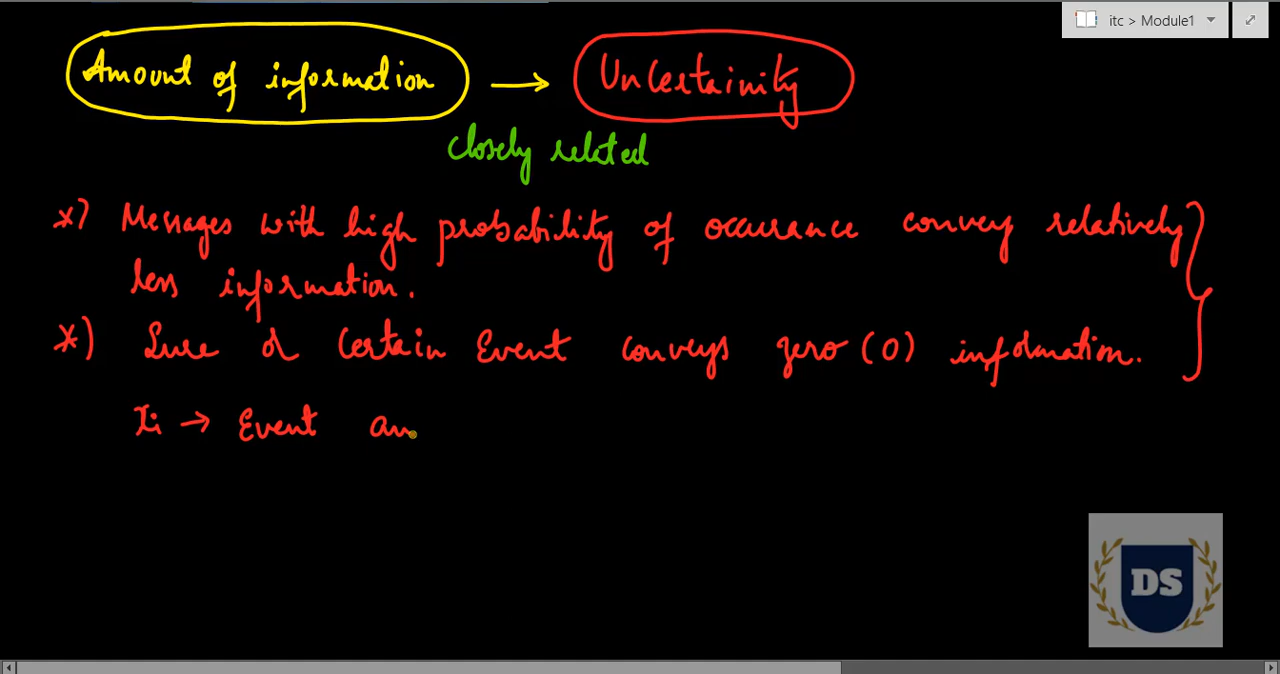 itc > Module1
Amount of information → Uncertainity
closely related
*) Messages with high probability of occurance convey relatively
less information.
*) Sure or Certain Event conveys zero (0) information.
xi → Event an
DS